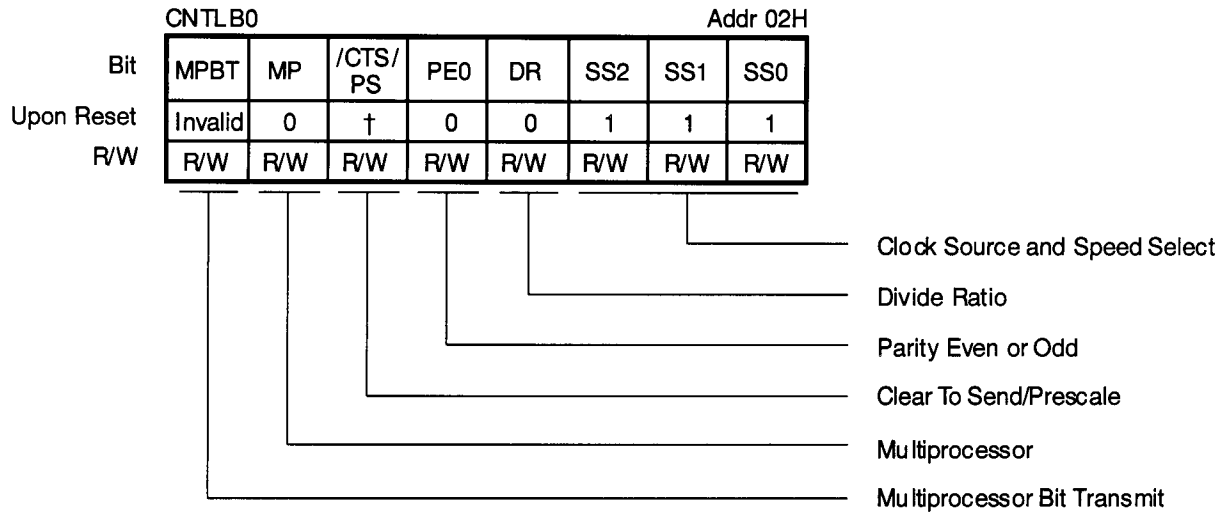 CNTLB0 Addr 02H
Bit MPBT MP /CTS/ PS PE0 DR SS2 SS1 SS0
Upon Reset Invalid 0 † 0 0 1 1 1
R/W R/W R/W R/W R/W R/W R/W R/W R/W
Clock Source and Speed Select
Divide Ratio
Parity Even or Odd
Clear To Send/Prescale
Multiprocessor
Multiprocessor Bit Transmit